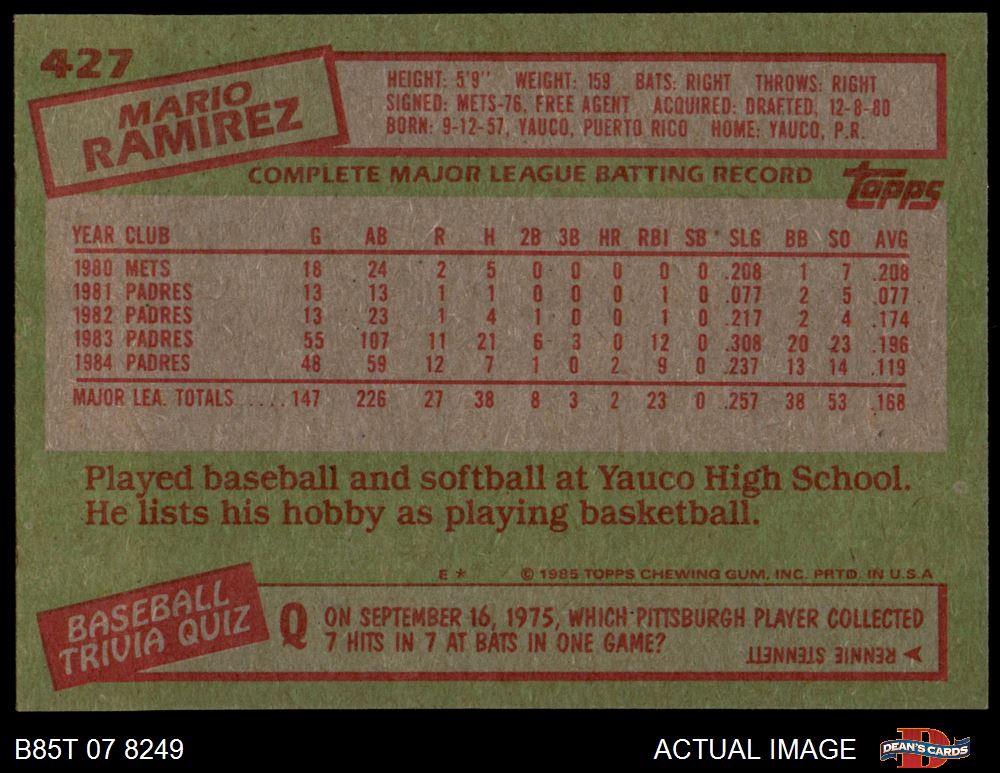 427
MARIO
RAMIREZ
HEIGHT: 5'9" WEIGHT: 159 BATS: RIGHT THROWS: RIGHT
SIGNED: METS-76, FREE AGENT ACQUIRED: DRAFTED, 12-8-80
BORN: 9-12-57, YAUCO, PUERTO RICO HOME: YAUCO, P.R.
COMPLETE MAJOR LEAGUE BATTING RECORD
topps
YEAR CLUB G AB R H 2B 3B HR RBI SB SLG BB SO AVG
1980 METS 18 24 2 5 0 0 0 0 0 .208 1 7 .208
1981 PADRES 13 13 1 1 0 0 0 1 0 .077 2 5 .077
1982 PADRES 13 23 1 4 1 0 0 1 0 .217 2 4 .174
1983 PADRES 55 107 11 21 6 3 0 12 0 .308 20 23 .196
1984 PADRES 48 59 12 7 1 0 2 9 0 .237 13 14 .119
MAJOR LEA. TOTALS ....147 226 27 38 8 3 2 23 0 .257 38 53 .168
Played baseball and softball at Yauco High School.
He lists his hobby as playing basketball.
E * © 1985 TOPPS CHEWING GUM, INC. PRTD. IN U.S.A
BASEBALL
TRIVIA QUIZ
Q ON SEPTEMBER 16, 1975, WHICH PITTSBURGH PLAYER COLLECTED
7 HITS IN 7 AT BATS IN ONE GAME?
RENNIE STENNETT
B85T 07 8249
ACTUAL IMAGE
B
DEAN'S CARDS